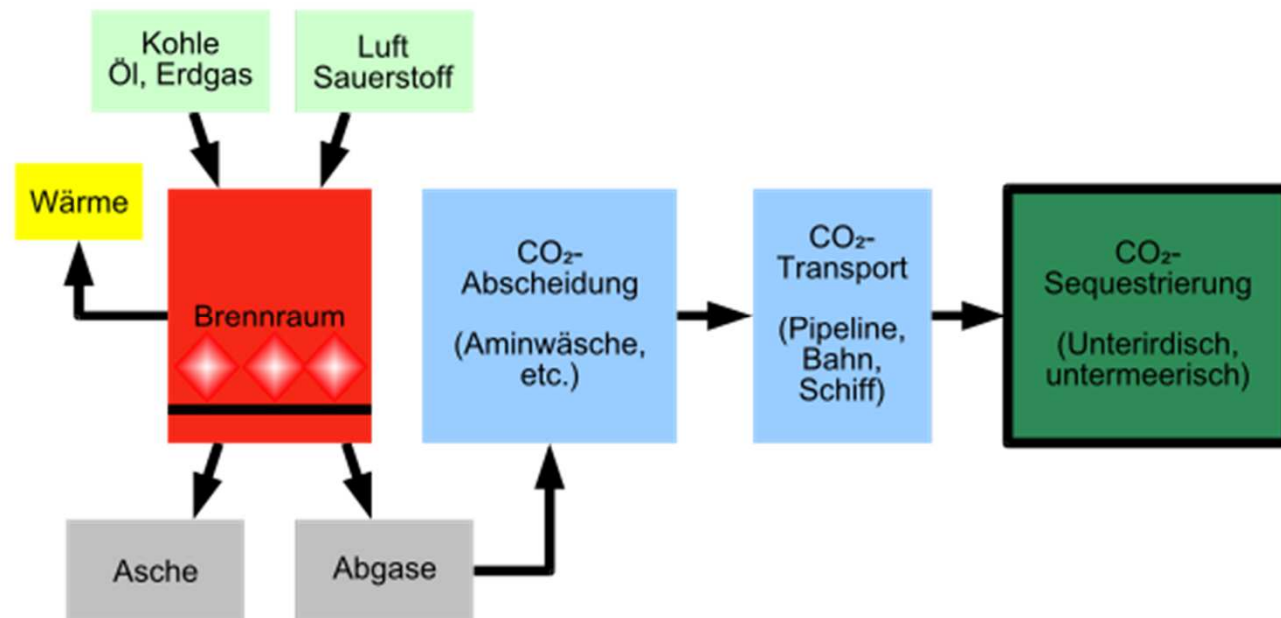 Kohle
Öl, Erdgas
Luft
Sauerstoff
Wärme
Brennraum
CO₂-
Abscheidung
(Aminwäsche,
etc.)
CO₂-
Transport
(Pipeline,
Bahn,
Schiff)
CO₂-
Sequestrierung
(Unterirdisch,
untermeerisch)
Asche
Abgase